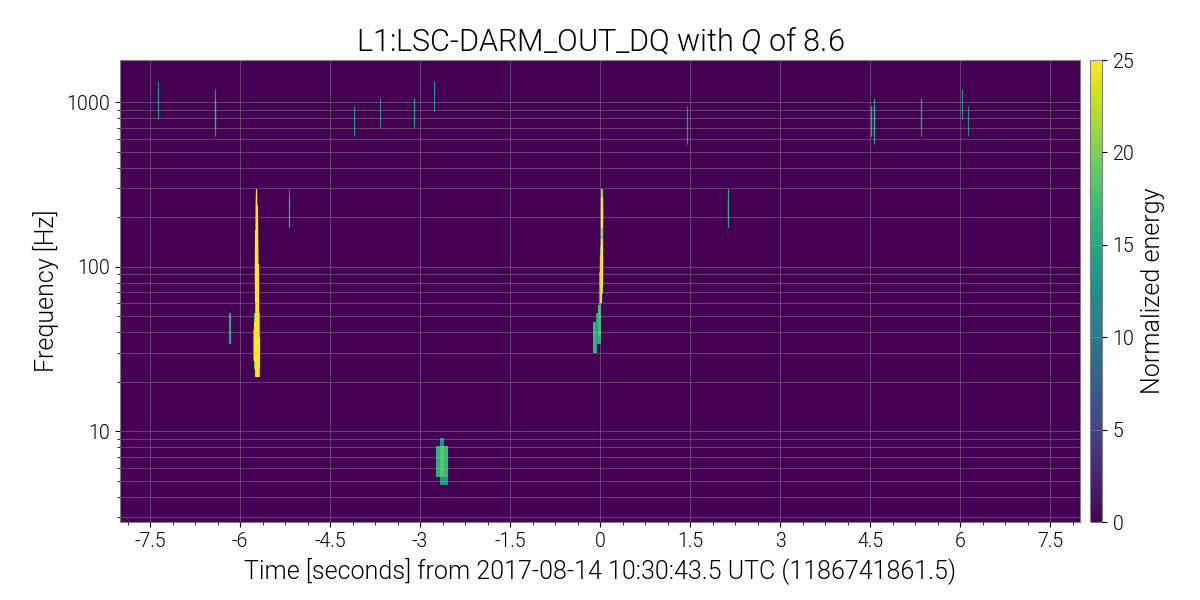 L1:LSC-DARM_OUT_DQ with Q of 8.6
1000
100
10
Frequency [Hz]
-7.5 -6 -4.5 -3 -1.5 0 1.5 3 4.5 6 7.5
Time [seconds] from 2017-08-14 10:30:43.5 UTC (1186741861.5)
25
20
15
10
5
0
Normalized energy